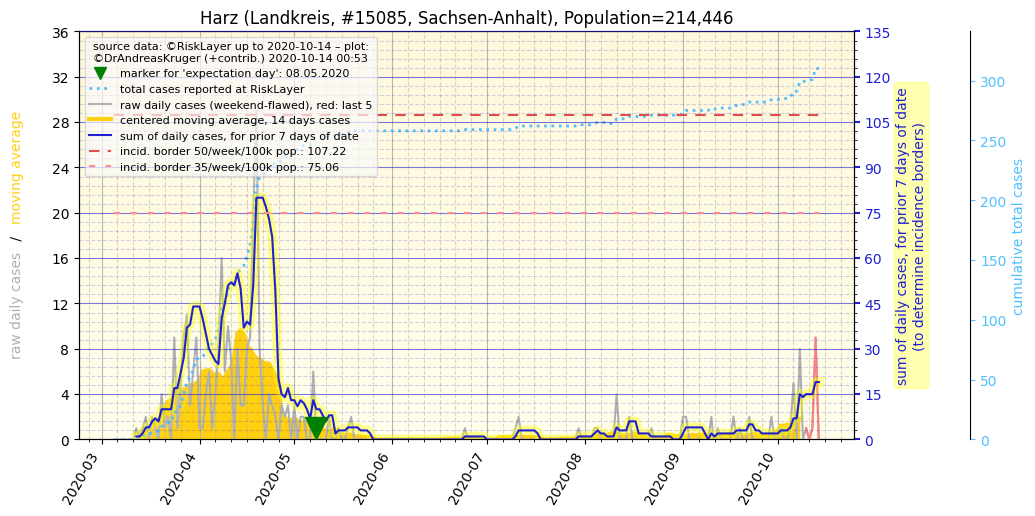 Harz (Landkreis, #15085, Sachsen-Anhalt), Population=214,446
source data: ©RiskLayer up to 2020-10-14 – plot:
©DrAndreasKruger (+contrib.) 2020-10-14 00:53
marker for 'expectation day': 08.05.2020
total cases reported at RiskLayer
raw daily cases (weekend-flawed), red: last 5
centered moving average, 14 days cases
sum of daily cases, for prior 7 days of date
incid. border 50/week/100k pop.: 107.22
incid. border 35/week/100k pop.: 75.06
raw daily cases / moving average
36
32
28
24
20
16
12
8
4
0
135
120
105
90
75
60
45
30
15
0
sum of daily cases, for prior 7 days of date
(to determine incidence borders)
300
250
200
150
100
50
0
cumulative total cases
2020-03
2020-04
2020-05
2020-06
2020-07
2020-08
2020-09
2020-10